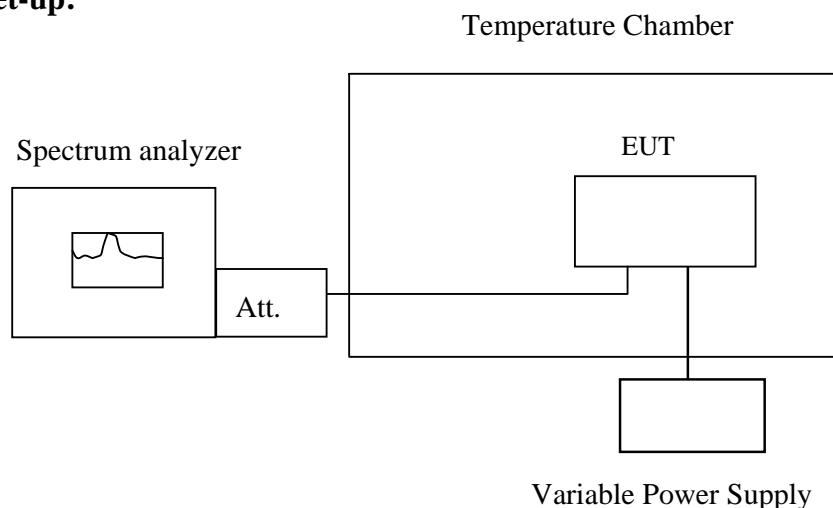 et-up:
Temperature Chamber
Spectrum analyzer
EUT
Att.
Variable Power Supply